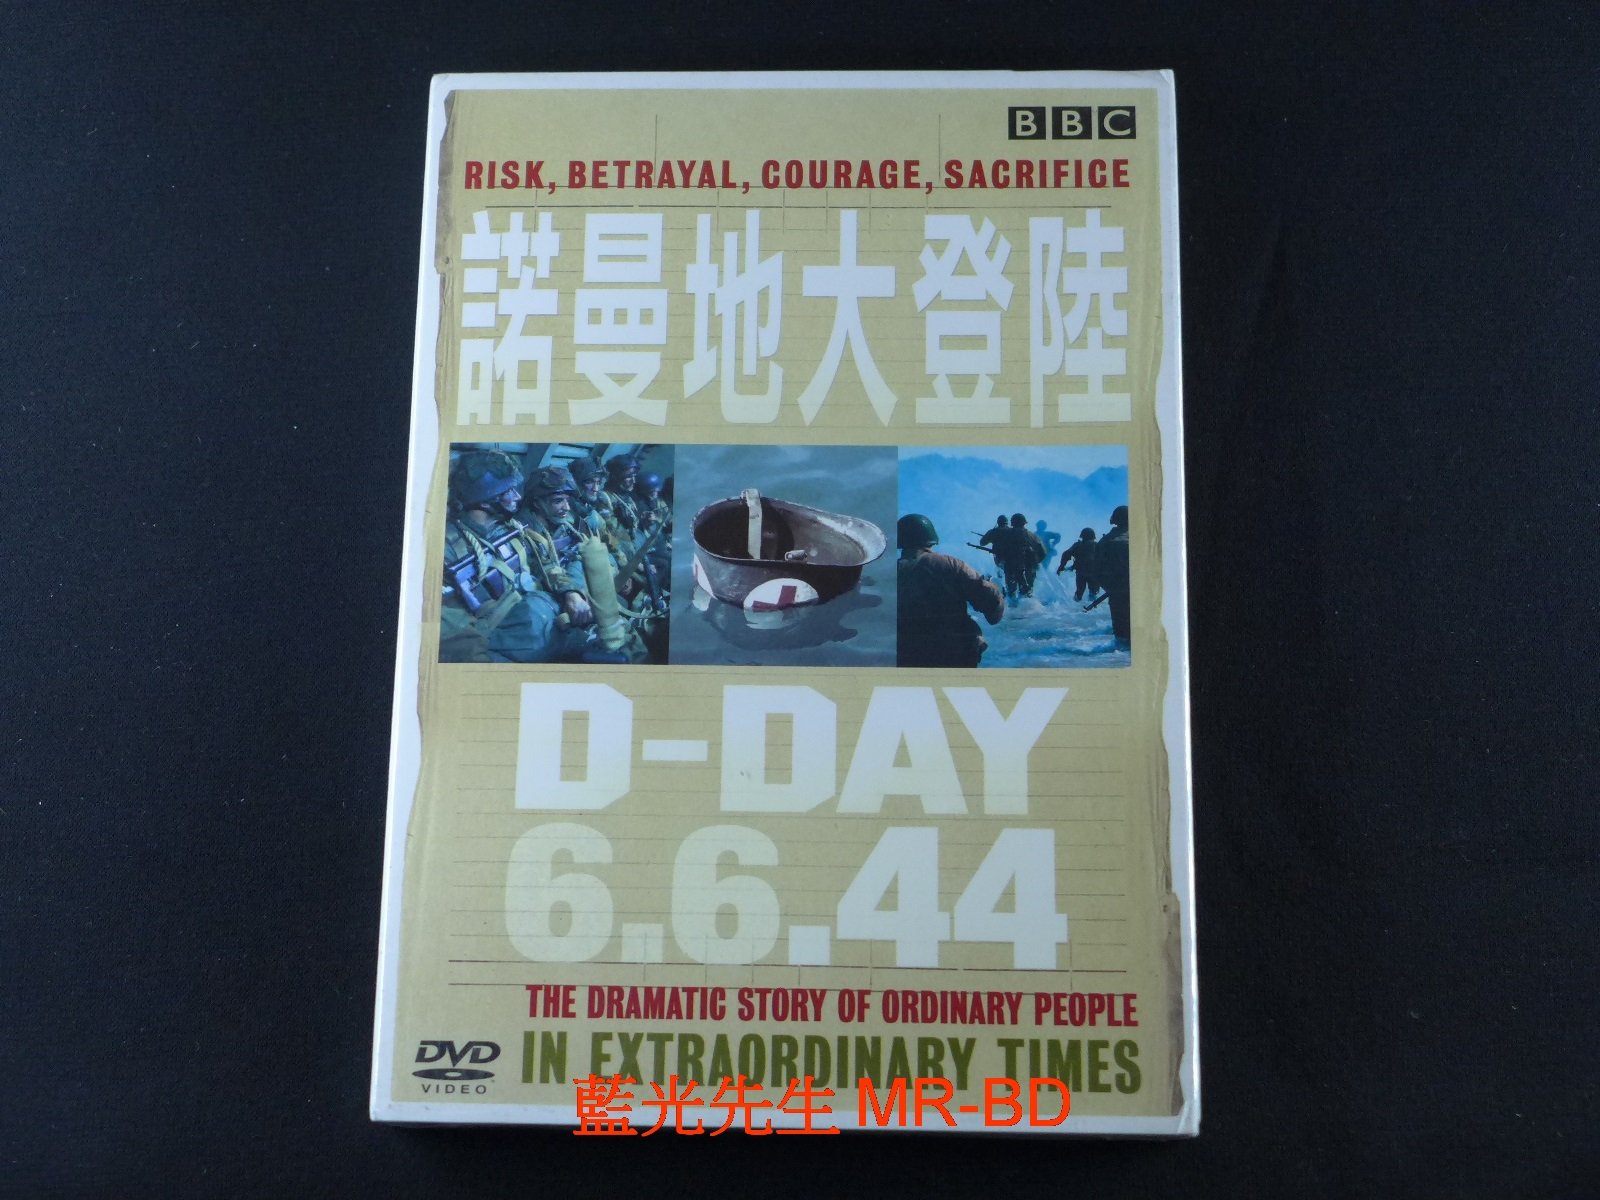 BBC
RISK, BETRAYAL, COURAGE, SACRIFICE
諾曼地大登陸
D-DAY
6.6.44
THE DRAMATIC STORY OF ORDINARY PEOPLE
IN EXTRAORDINARY TIMES
DVD
VIDEO
藍光先生 MR-BD